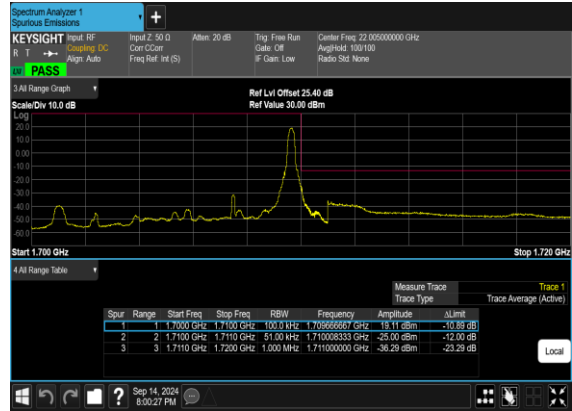 Spectrum Analyzer 1
Spurious Emissions
KEYSIGHT Input: RF Input Z: 50 Ω Atten: 20 dB Trig: Free Run Center Freq: 22.005000000 GHz
R T Coupling: DC Corr CCorr Gate: Off Avg|Hold: 100/100
Align: Auto Freq Ref: Int (S) IF Gain: Low Radio Std: None
PASS
3 All Range Graph
Ref Lvl Offset 25.40 dB
Scale/Div 10.0 dB Ref Value 30.00 dBm
Log
20.0
10.0
0.00
-10.0
-20.0
-30.0
-40.0
-50.0
-60.0
Start 1.700 GHz Stop 1.720 GHz
4 All Range Table
Measure Trace Trace 1
Trace Type Trace Average (Active)
Spur Range Start Freq Stop Freq RBW Frequency Amplitude ΔLimit
1 1 1.7000 GHz 1.7100 GHz 100.0 kHz 1.709666667 GHz 19.11 dBm -10.89 dB
2 2 1.7100 GHz 1.7110 GHz 51.00 kHz 1.710008333 GHz -25.00 dBm -12.00 dB
3 3 1.7110 GHz 1.7200 GHz 1.000 MHz 1.711000000 GHz -36.29 dBm -23.29 dB
Local
? Sep 14, 2024
8:00:27 PM